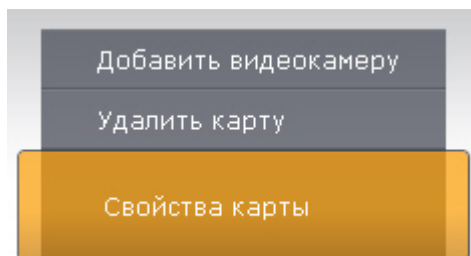 Добавить видеокамеру
Удалить карту
Свойства карты